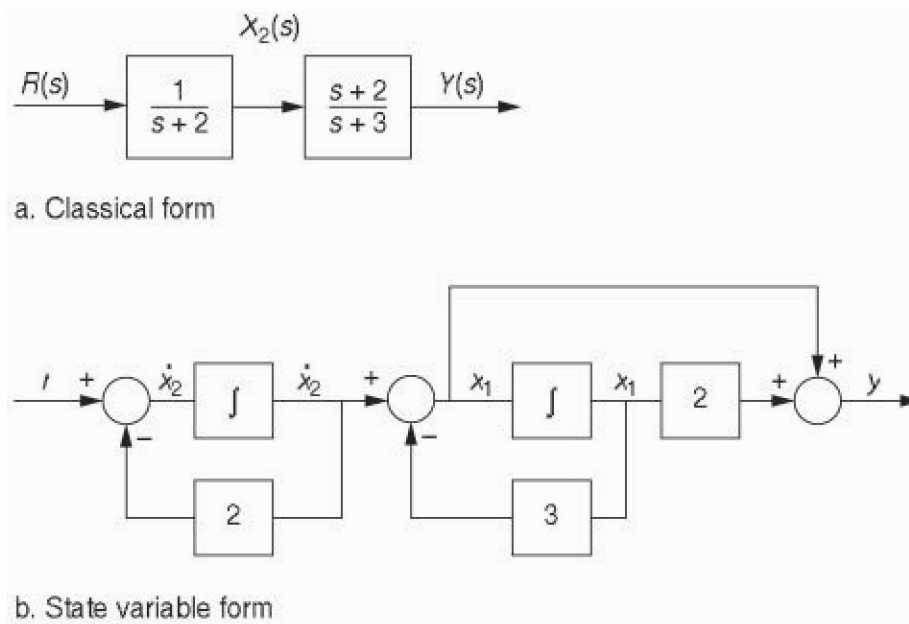 X₂(s)
R(s) 1/(s + 2) (s + 2)/(s + 3) Y(s)
a. Classical form
+
r + ẋ₂ ∫ ẋ₂ + x₁ ∫ x₁ 2 + y
− −
2 3
b. State variable form